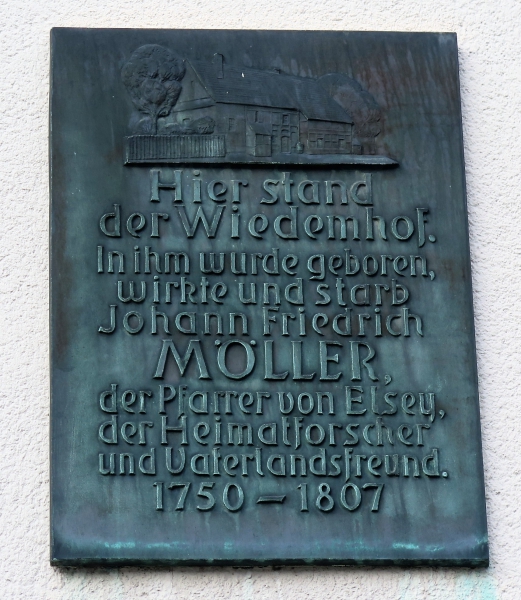 Hier stand
der Wiedemhof.
In ihm wurde geboren,
wirkte und starb
Johann Friedrich
MÖLLER,
der Pfarrer von Elsey,
der Heimatforscher
und Vaterlandsfreund.
1750 – 1807